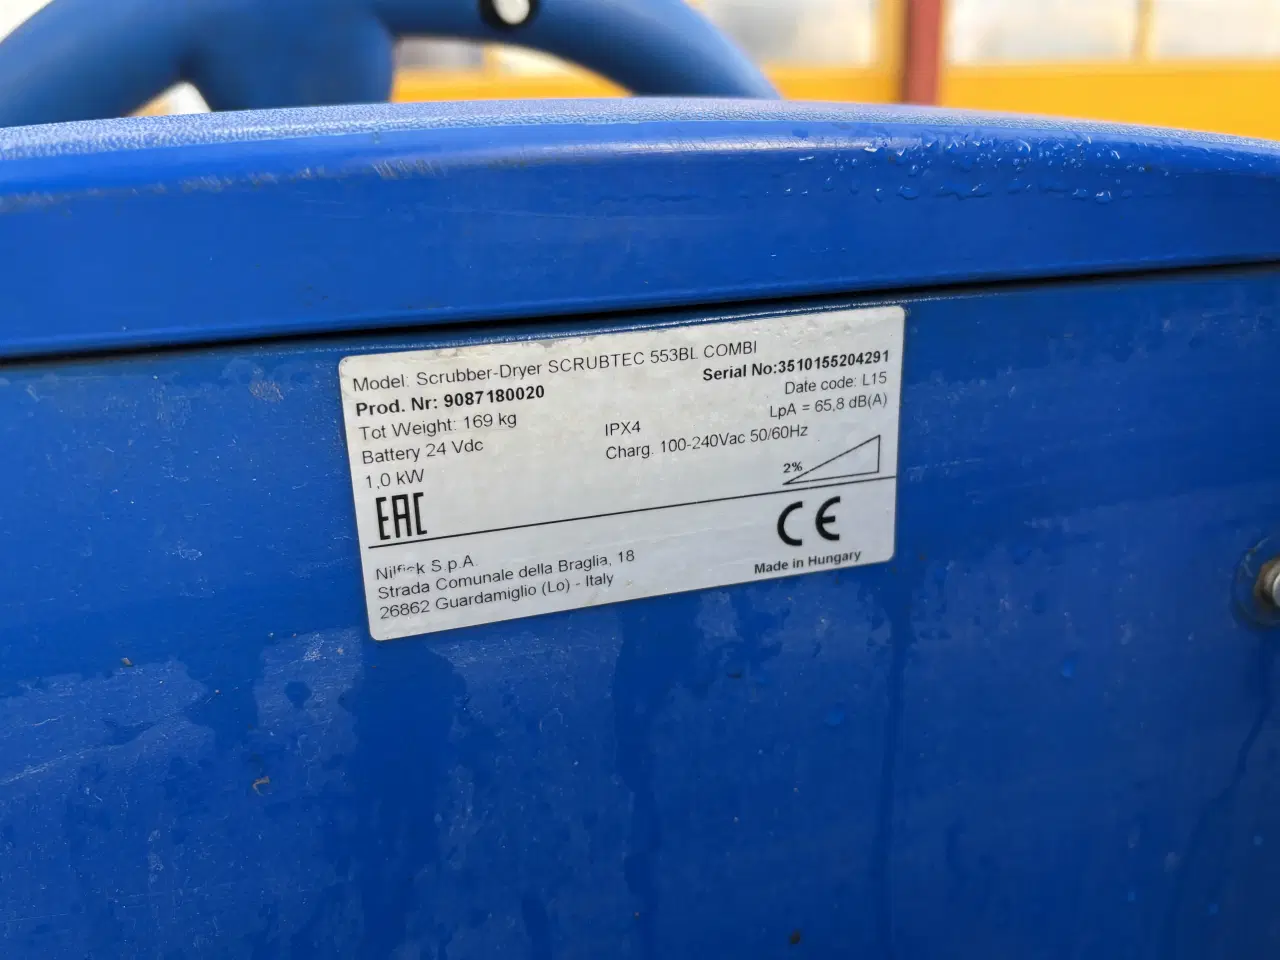 Model: Scrubber-Dryer SCRUBTEC 553BL COMBI
Prod. Nr: 9087180020
Serial No:3510155204291
Tot Weight: 169 kg
Date code: L15
Battery 24 Vdc
IPX4
LpA = 65,8 dB(A)
1,0 kW
Charg. 100-240Vac 50/60Hz
2%
EAC
CE
Nilfisk S.p.A.
Strada Comunale della Braglia, 18
26862 Guardamiglio (Lo) - Italy
Made in Hungary